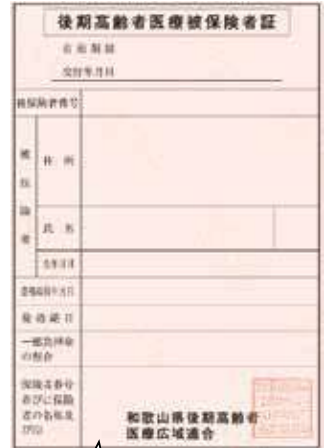 後期高齢者医療被保険者証
有効期限
交付年月日
被保険者番号
被保険者
住所
氏名
生年月日
資格取得年月日
発効期日
一部負担金
の割合
保険者番号
並びに保険
者の名称及
び印
和歌山県後期高齢者
医療広域連合